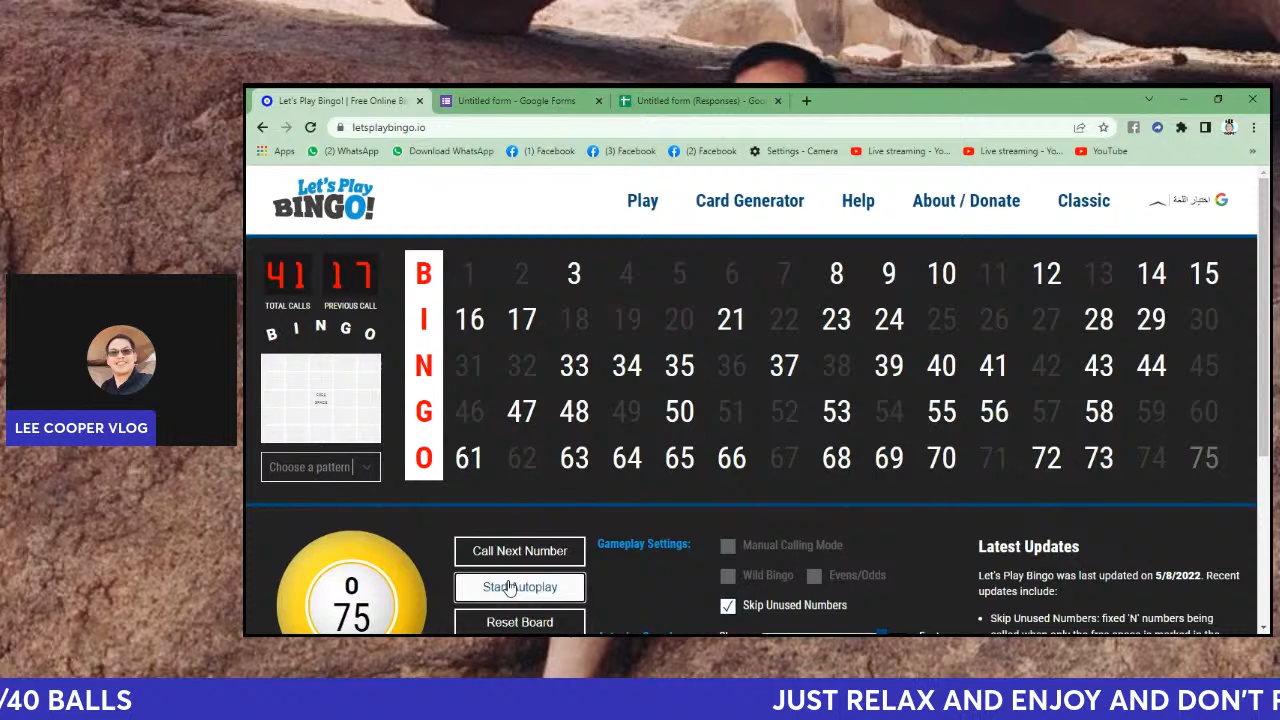 Let's Play Bingo! | Free Online Bi
Untitled form - Google Forms
Untitled form (Responses) - Goo
letsplaybingo.io
Apps
(2) WhatsApp
Download WhatsApp
(1) Facebook
(3) Facebook
(2) Facebook
Settings - Camera
Live streaming - Yo...
Live streaming - Yo...
YouTube
Let's Play
BINGO!
Play
Card Generator
Help
About / Donate
Classic
اختيار اللغة
41 17
TOTAL CALLS PREVIOUS CALL
B I N G O
FREE SPACE
Choose a pattern
B 1 2 3 4 5 6 7 8 9 10 11 12 13 14 15
I 16 17 18 19 20 21 22 23 24 25 26 27 28 29 30
N 31 32 33 34 35 36 37 38 39 40 41 42 43 44 45
G 46 47 48 49 50 51 52 53 54 55 56 57 58 59 60
O 61 62 63 64 65 66 67 68 69 70 71 72 73 74 75
O
75
Call Next Number
Start Autoplay
Reset Board
Gameplay Settings:
Manual Calling Mode
Wild Bingo
Evens/Odds
Skip Unused Numbers
Latest Updates
Let's Play Bingo was last updated on 5/8/2022. Recent
updates include:
Skip Unused Numbers: fixed 'N' numbers being
LEE COOPER VLOG
/40 BALLS
JUST RELAX AND ENJOY AND DON'T